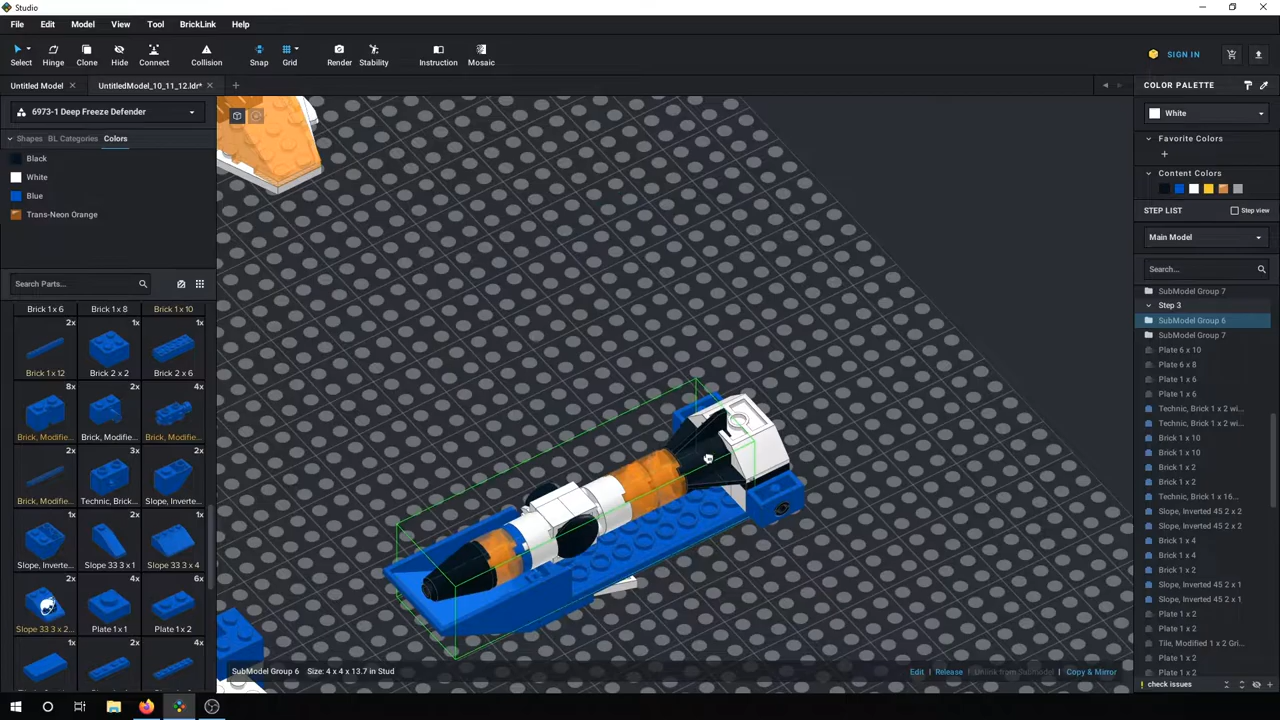 Studio
File Edit Model View Tool BrickLink Help
Select Hinge Clone Hide Connect Collision Snap Grid Render Stability Instruction Mosaic SIGN IN
Untitled Model UntitledModel_10_11_12.ldr*
6973-1 Deep Freeze Defender
Shapes BL Categories Colors
Black
White
Blue
Trans-Neon Orange
Search Parts...
Brick 1 x 6 Brick 1 x 8 Brick 1 x 10
2x 1x 1x
Brick 1 x 12 Brick 2 x 2 Brick 2 x 6
8x 2x 4x
Brick, Modifie... Brick, Modifie... Brick, Modifie...
2x 3x 2x
Brick, Modifie... Technic, Brick... Slope, Inverte...
1x 2x 1x
Slope, Inverte... Slope 33 3 x 1 Slope 33 3 x 4
2x 4x 6x
Slope 33 3 x 2... Plate 1 x 1 Plate 1 x 2
1x 2x 4x
SubModel Group 6 Size: 4 x 4 x 13.7 in Stud
Edit Release Unlink from Submodel Copy & Mirror
COLOR PALETTE
White
Favorite Colors
Content Colors
STEP LIST Step view
Main Model
Search...
SubModel Group 7
Step 3
SubModel Group 6
SubModel Group 7
Plate 6 x 10
Plate 6 x 8
Plate 1 x 6
Plate 1 x 6
Technic, Brick 1 x 2 wi...
Technic, Brick 1 x 2 wi...
Brick 1 x 10
Brick 1 x 10
Brick 1 x 2
Brick 1 x 2
Technic, Brick 1 x 16...
Slope, Inverted 45 2 x 2
Slope, Inverted 45 2 x 2
Brick 1 x 4
Brick 1 x 4
Brick 1 x 2
Slope, Inverted 45 2 x 1
Slope, Inverted 45 2 x 1
Plate 1 x 2
Plate 1 x 2
Tile, Modified 1 x 2 Gri...
Plate 1 x 2
Plate 1 x 2
check issues